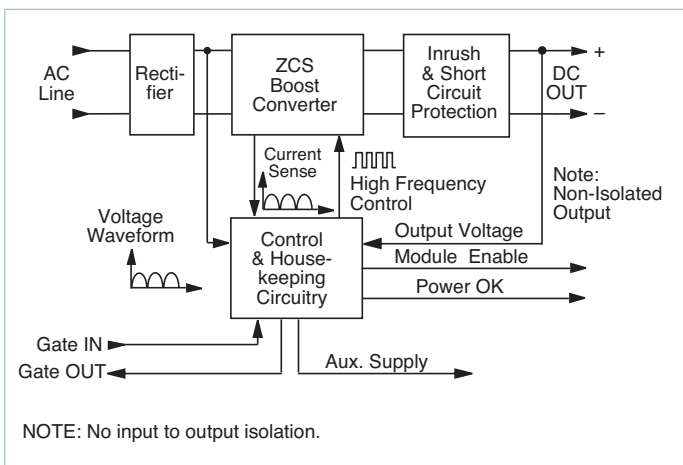 AC
Line
Recti-
fier
ZCS
Boost
Converter
Inrush
& Short
Circuit
Protection
+
DC
OUT
–
Current
Sense
High Frequency
Control
Note:
Non-Isolated
Output
Voltage
Waveform
Control
& House-
keeping
Circuitry
Output Voltage
Module Enable
Power OK
Gate IN
Gate OUT
Aux. Supply
NOTE: No input to output isolation.